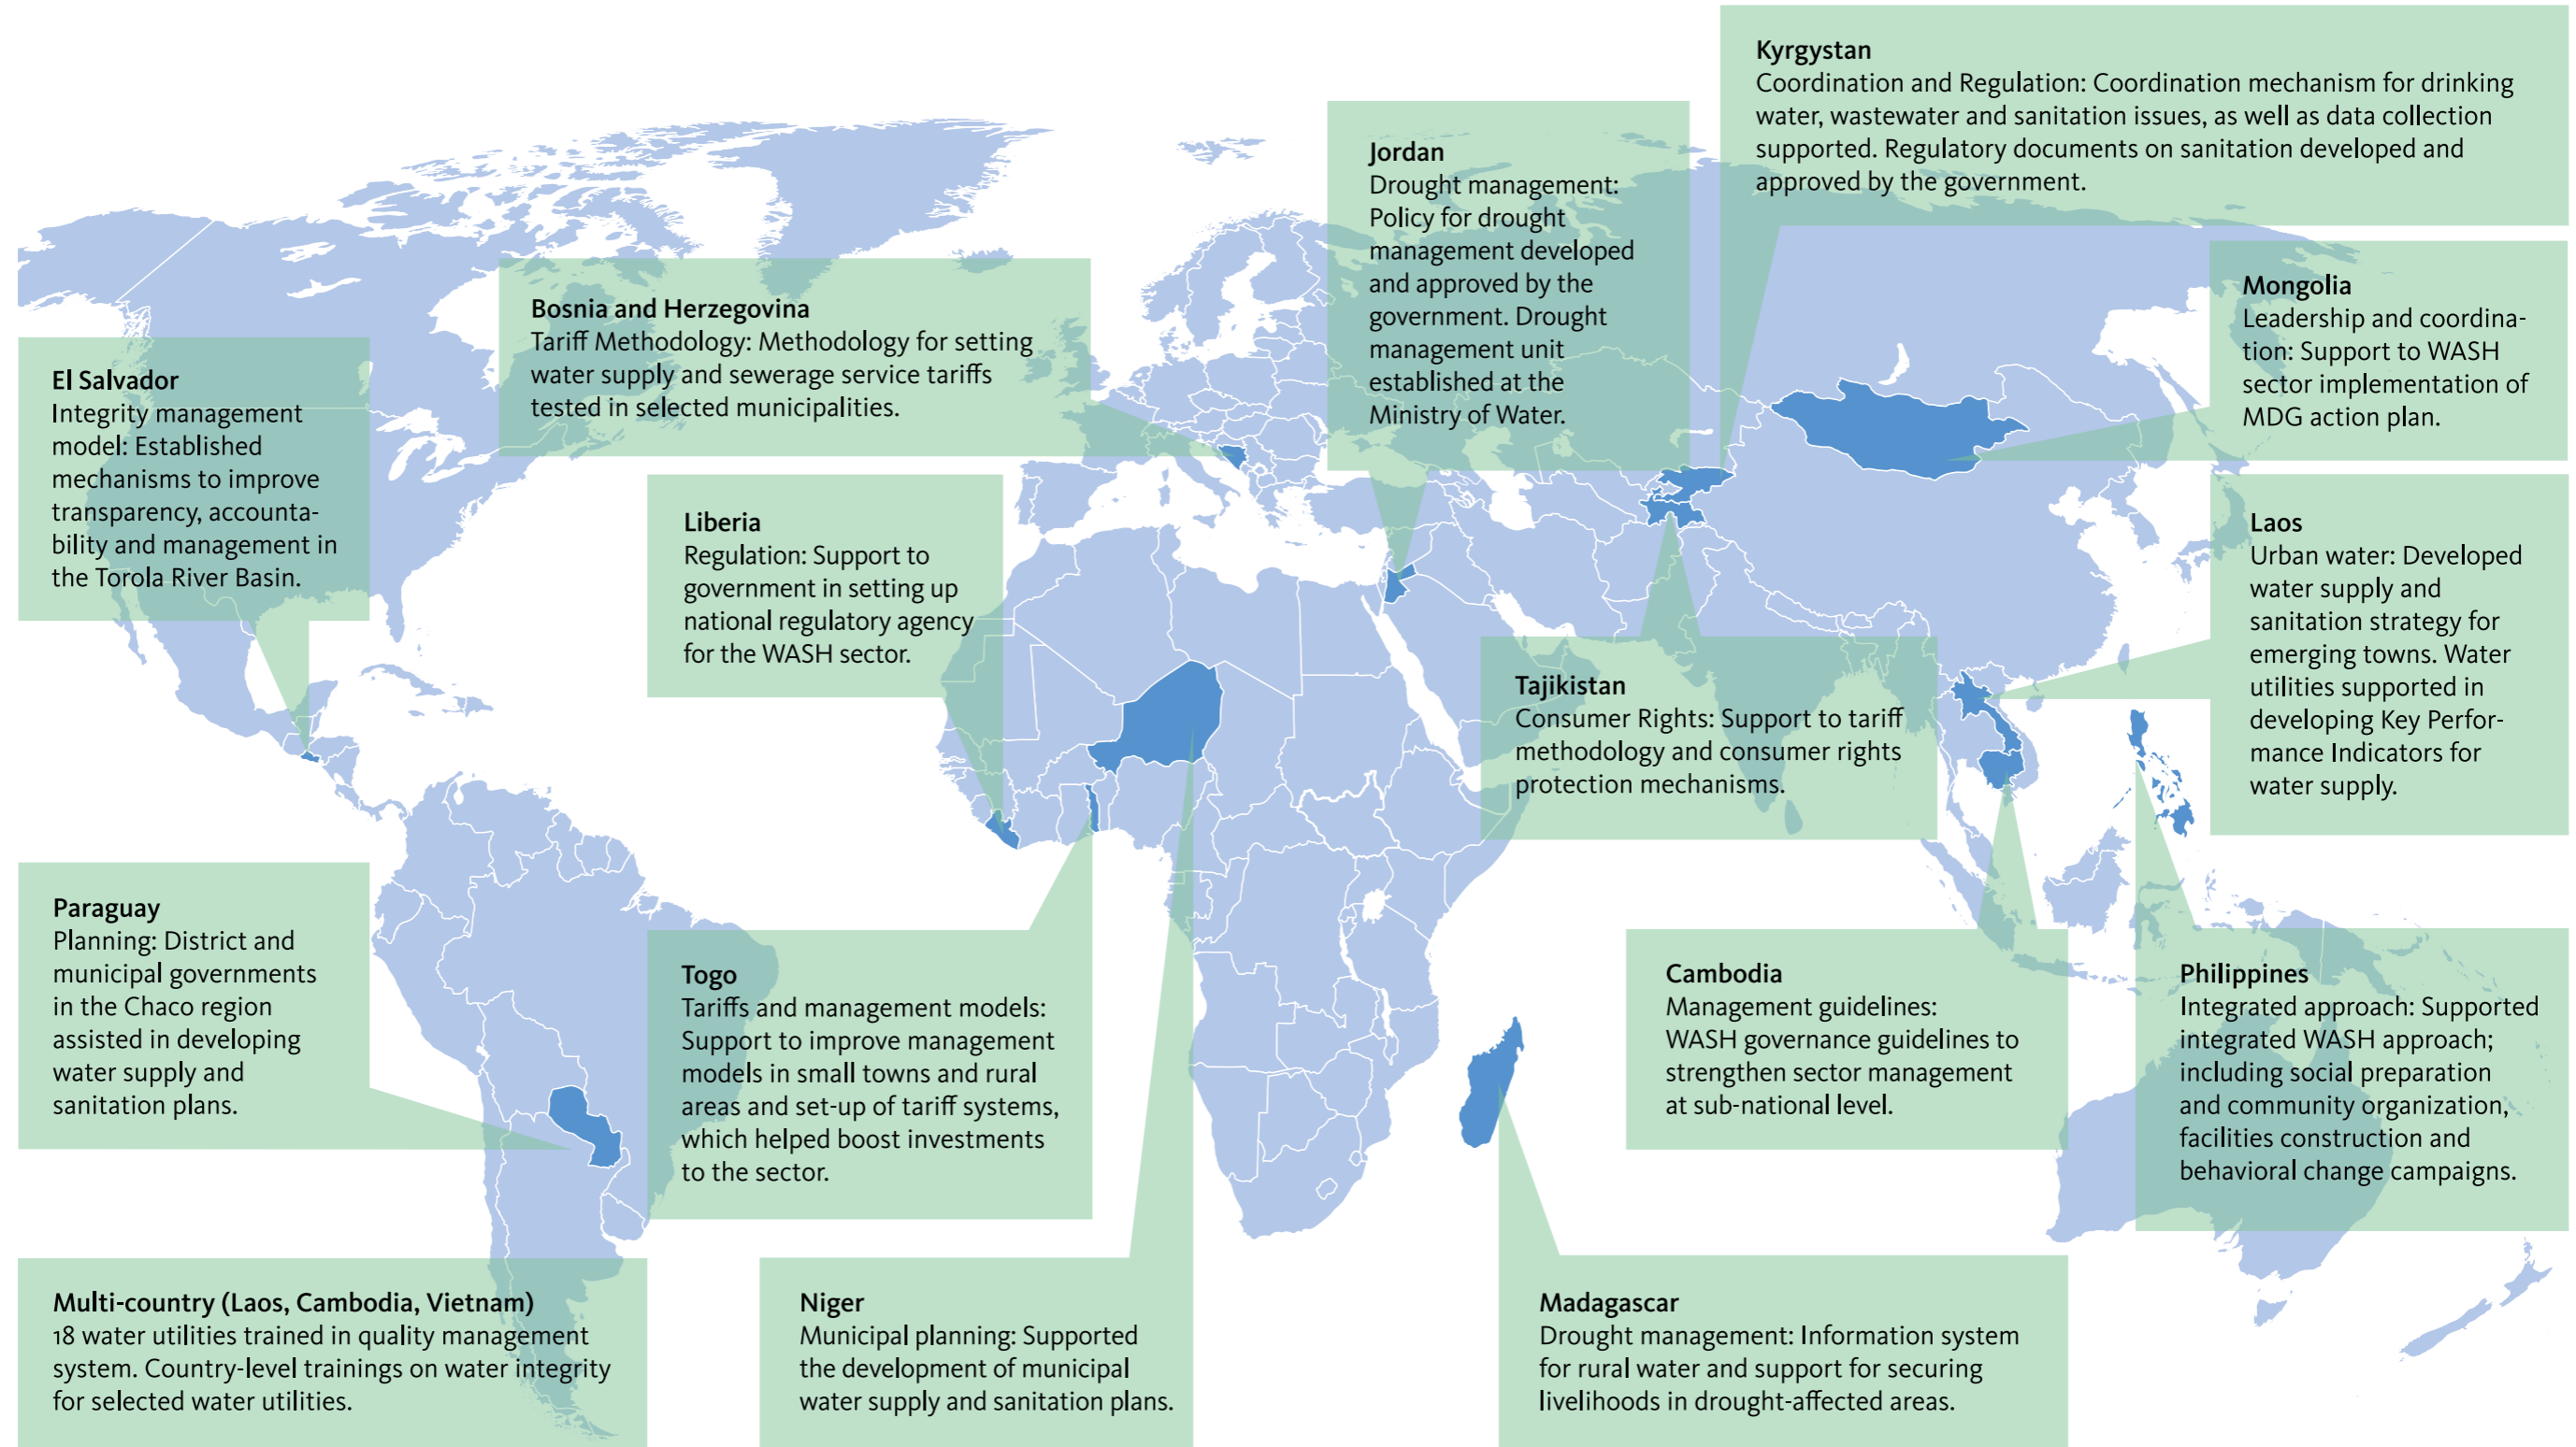 Kyrgystan
Coordination and Regulation: Coordination mechanism for drinking
water, wastewater and sanitation issues, as well as data collection
supported. Regulatory documents on sanitation developed and
approved by the government.
Jordan
Drought management:
Policy for drought
management developed
and approved by the
government. Drought
management unit
established at the
Ministry of Water.
Mongolia
Leadership and coordina-
tion: Support to WASH
sector implementation of
MDG action plan.
Bosnia and Herzegovina
Tariff Methodology: Methodology for setting
water supply and sewerage service tariffs
tested in selected municipalities.
El Salvador
Integrity management
model: Established
mechanisms to improve
transparency, accounta-
bility and management in
the Torola River Basin.
Liberia
Regulation: Support to
government in setting up
national regulatory agency
for the WASH sector.
Laos
Urban water: Developed
water supply and
sanitation strategy for
emerging towns. Water
utilities supported in
developing Key Perfor-
mance Indicators for
water supply.
Tajikistan
Consumer Rights: Support to tariff
methodology and consumer rights
protection mechanisms.
Paraguay
Planning: District and
municipal governments
in the Chaco region
assisted in developing
water supply and
sanitation plans.
Togo
Tariffs and management models:
Support to improve management
models in small towns and rural
areas and set-up of tariff systems,
which helped boost investments
to the sector.
Cambodia
Management guidelines:
WASH governance guidelines to
strengthen sector management
at sub-national level.
Philippines
Integrated approach: Supported
integrated WASH approach;
including social preparation
and community organization,
facilities construction and
behavioral change campaigns.
Multi-country (Laos, Cambodia, Vietnam)
18 water utilities trained in quality management
system. Country-level trainings on water integrity
for selected water utilities.
Niger
Municipal planning: Supported
the development of municipal
water supply and sanitation plans.
Madagascar
Drought management: Information system
for rural water and support for securing
livelihoods in drought-affected areas.